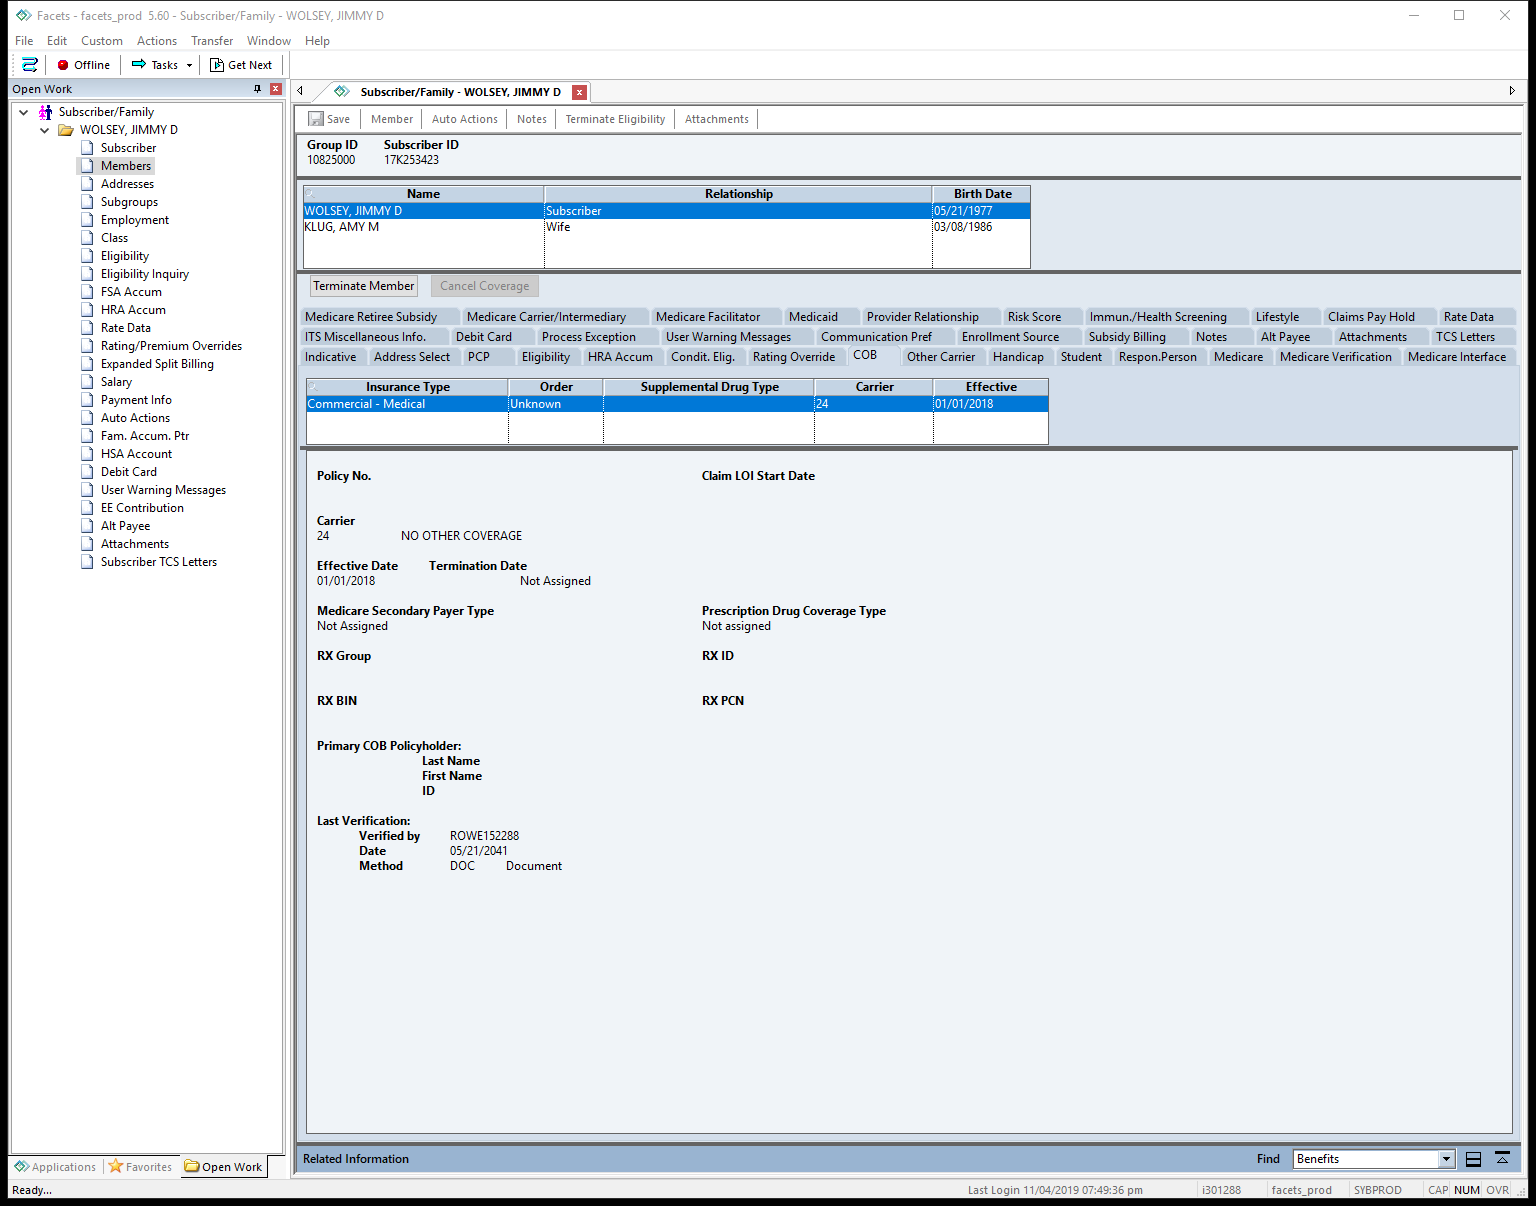 Facets - facets_prod  5.60 - Subscriber/Family - WOLSEY, JIMMY D
File Edit Custom Actions Transfer Window Help
Offline Tasks Get Next
Open Work
Subscriber/Family - WOLSEY, JIMMY D
Subscriber/Family
WOLSEY, JIMMY D
Subscriber
Members
Addresses
Subgroups
Employment
Class
Eligibility
Eligibility Inquiry
FSA Accum
HRA Accum
Rate Data
Rating/Premium Overrides
Expanded Split Billing
Salary
Payment Info
Auto Actions
Fam. Accum. Ptr
HSA Account
Debit Card
User Warning Messages
EE Contribution
Alt Payee
Attachments
Subscriber TCS Letters
Applications Favorites Open Work
Save Member Auto Actions Notes Terminate Eligibility Attachments
Group ID Subscriber ID
10825000 17K253423
Name Relationship Birth Date
WOLSEY, JIMMY D Subscriber 05/21/1977
KLUG, AMY M Wife 03/08/1986
Terminate Member Cancel Coverage
Medicare Retiree Subsidy Medicare Carrier/Intermediary Medicare Facilitator Medicaid Provider Relationship Risk Score Immun./Health Screening Lifestyle Claims Pay Hold Rate Data
ITS Miscellaneous Info. Debit Card Process Exception User Warning Messages Communication Pref Enrollment Source Subsidy Billing Notes Alt Payee Attachments TCS Letters
Indicative Address Select PCP Eligibility HRA Accum Condit. Elig. Rating Override COB Other Carrier Handicap Student Respon.Person Medicare Medicare Verification Medicare Interface
Insurance Type Order Supplemental Drug Type Carrier Effective
Commercial - Medical Unknown 24 01/01/2018
Policy No. Claim LOI Start Date
Carrier
24 NO OTHER COVERAGE
Effective Date Termination Date
01/01/2018 Not Assigned
Medicare Secondary Payer Type Prescription Drug Coverage Type
Not Assigned Not assigned
RX Group RX ID
RX BIN RX PCN
Primary COB Policyholder:
Last Name
First Name
ID
Last Verification:
Verified by ROWE152288
Date 05/21/2041
Method DOC Document
Related Information Find Benefits
Ready... Last Login 11/04/2019 07:49:36 pm i301288 facets_prod SYBPROD CAP NUM OVR